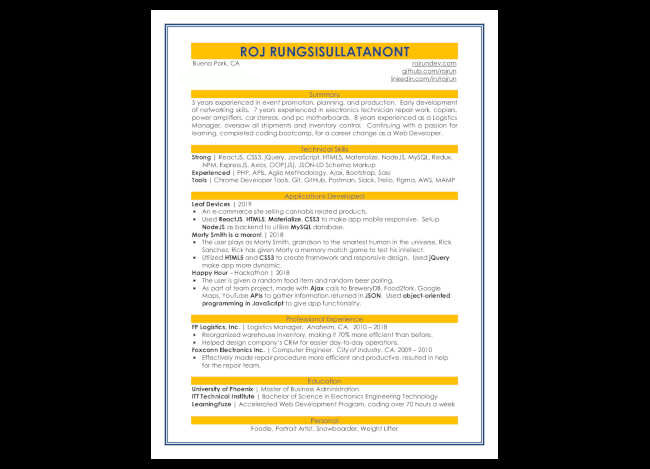 ROJ RUNGSISULLATANONT
Buena Park, CA
rojrundev.com
github.com/rojrun
linkedin.com/in/rojrun
Summary
5 years experienced in event promotion, planning, and production. Early development
of networking skills. 7 years experienced in electronics technician repair work, copiers,
power amplifiers, car stereos, and pc motherboards. 8 years experienced as a Logistics
Manager, oversaw all shipments and inventory control. Continuing with a passion for
learning, completed coding bootcamp, for a career change as a Web Developer.
Technical Skills
Strong | ReactJS, CSS3, jQuery, JavaScript, HTML5, Materialize, NodeJS, MySQL, Redux,
NPM, ExpressJS, Axios, OOP(JS), JSON-LD Schema Markup
Experienced | PHP, APIs, Agile Methodology, Ajax, Bootstrap, Sass
Tools | Chrome Developer Tools, Git, GitHub, Postman, Slack, Trello, Figma, AWS, MAMP
Applications Developed
Leaf Devices | 2019
• An e-commerce site selling cannabis related products.
• Used ReactJS, HTML5, Materialize, CSS3 to make app mobile responsive. Setup
NodeJS as backend to utilize MySQL database.
Morty Smith is a moron! | 2018
• The user plays as Morty Smith, grandson to the smartest human in the universe, Rick
Sanchez. Rick has given Morty a memory match game to test his intellect.
• Utilized HTML5 and CSS3 to create framework and responsive design. Used jQuery
make app more dynamic.
Happy Hour - Hackathon | 2018
• The user is given a random food item and random beer pairing.
• As part of team project, made with Ajax calls to BreweryDB, Food2fork, Google
Maps, YouTube APIs to gather information returned in JSON. Used object-oriented
programming in JavaScript to give app functionality.
Professional Experience
FP Logistics, Inc. | Logistics Manager, Anaheim, CA, 2010 – 2018
• Reorganized warehouse inventory, making it 70% more efficient than before.
• Helped design company's CRM for easier day-to-day operations.
Foxconn Electronics Inc. | Computer Engineer, City of Industry, CA, 2009 – 2010
• Effectively made repair procedure more efficient and productive, resulted in help
for the repair team.
Education
University of Phoenix | Master of Business Administration
ITT Technical Institute | Bachelor of Science in Electronics Engineering Technology
LearningFuze | Accelerated Web Development Program, coding over 70 hours a week
Personal
Foodie, Portrait Artist, Snowboarder, Weight Lifter